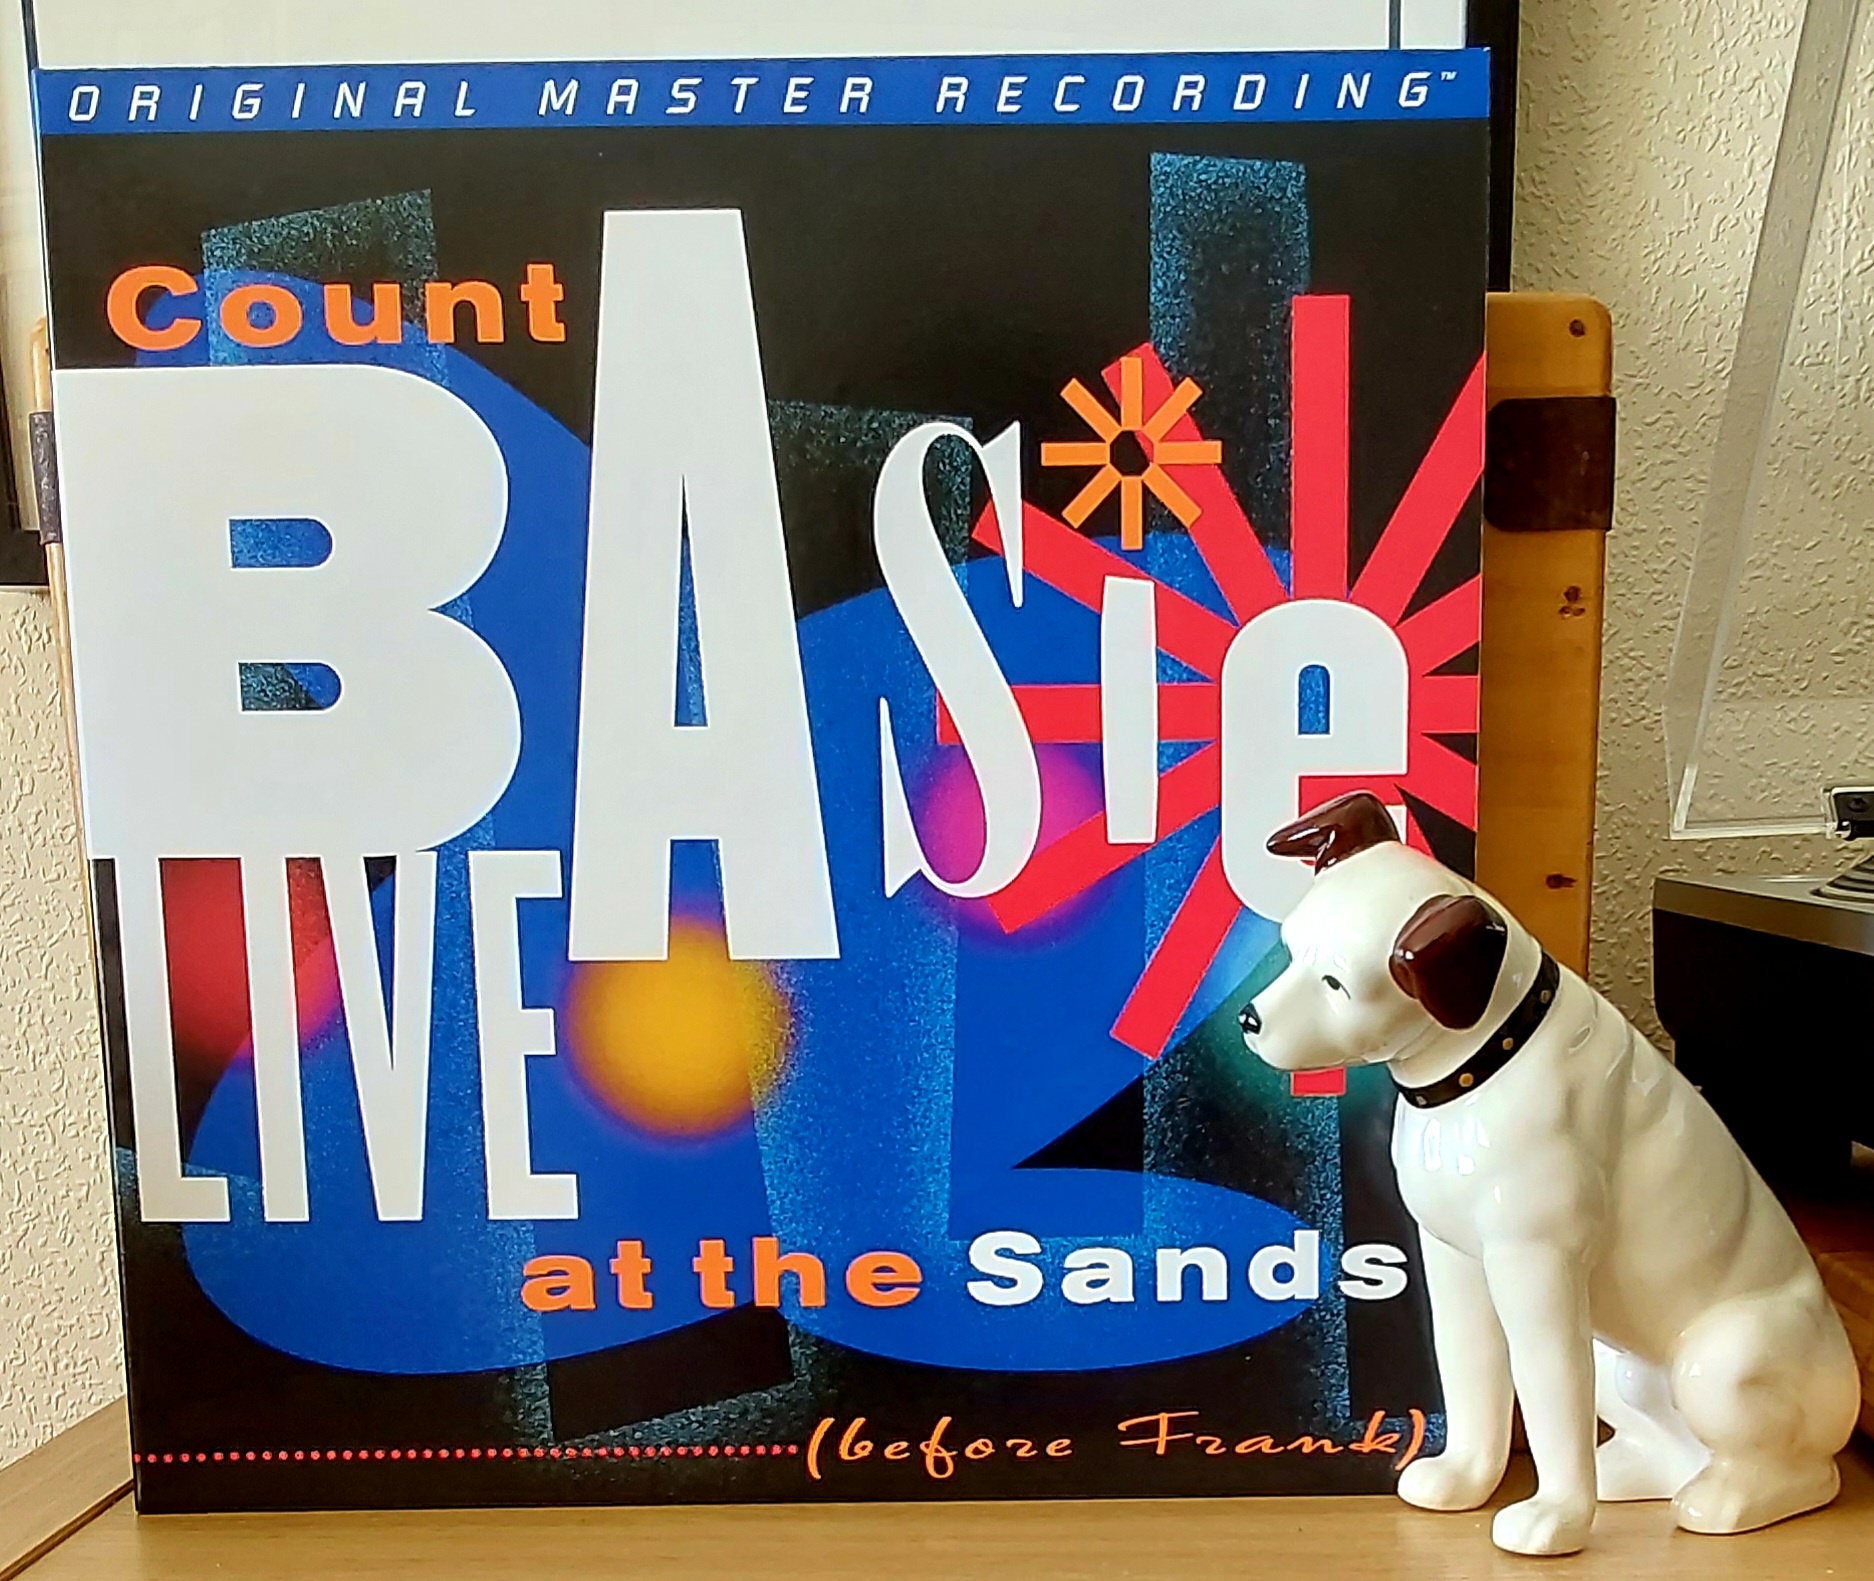 ORIGINAL MASTER RECORDING™
Count
BASie
LIVE
at the Sands
(before Frank)